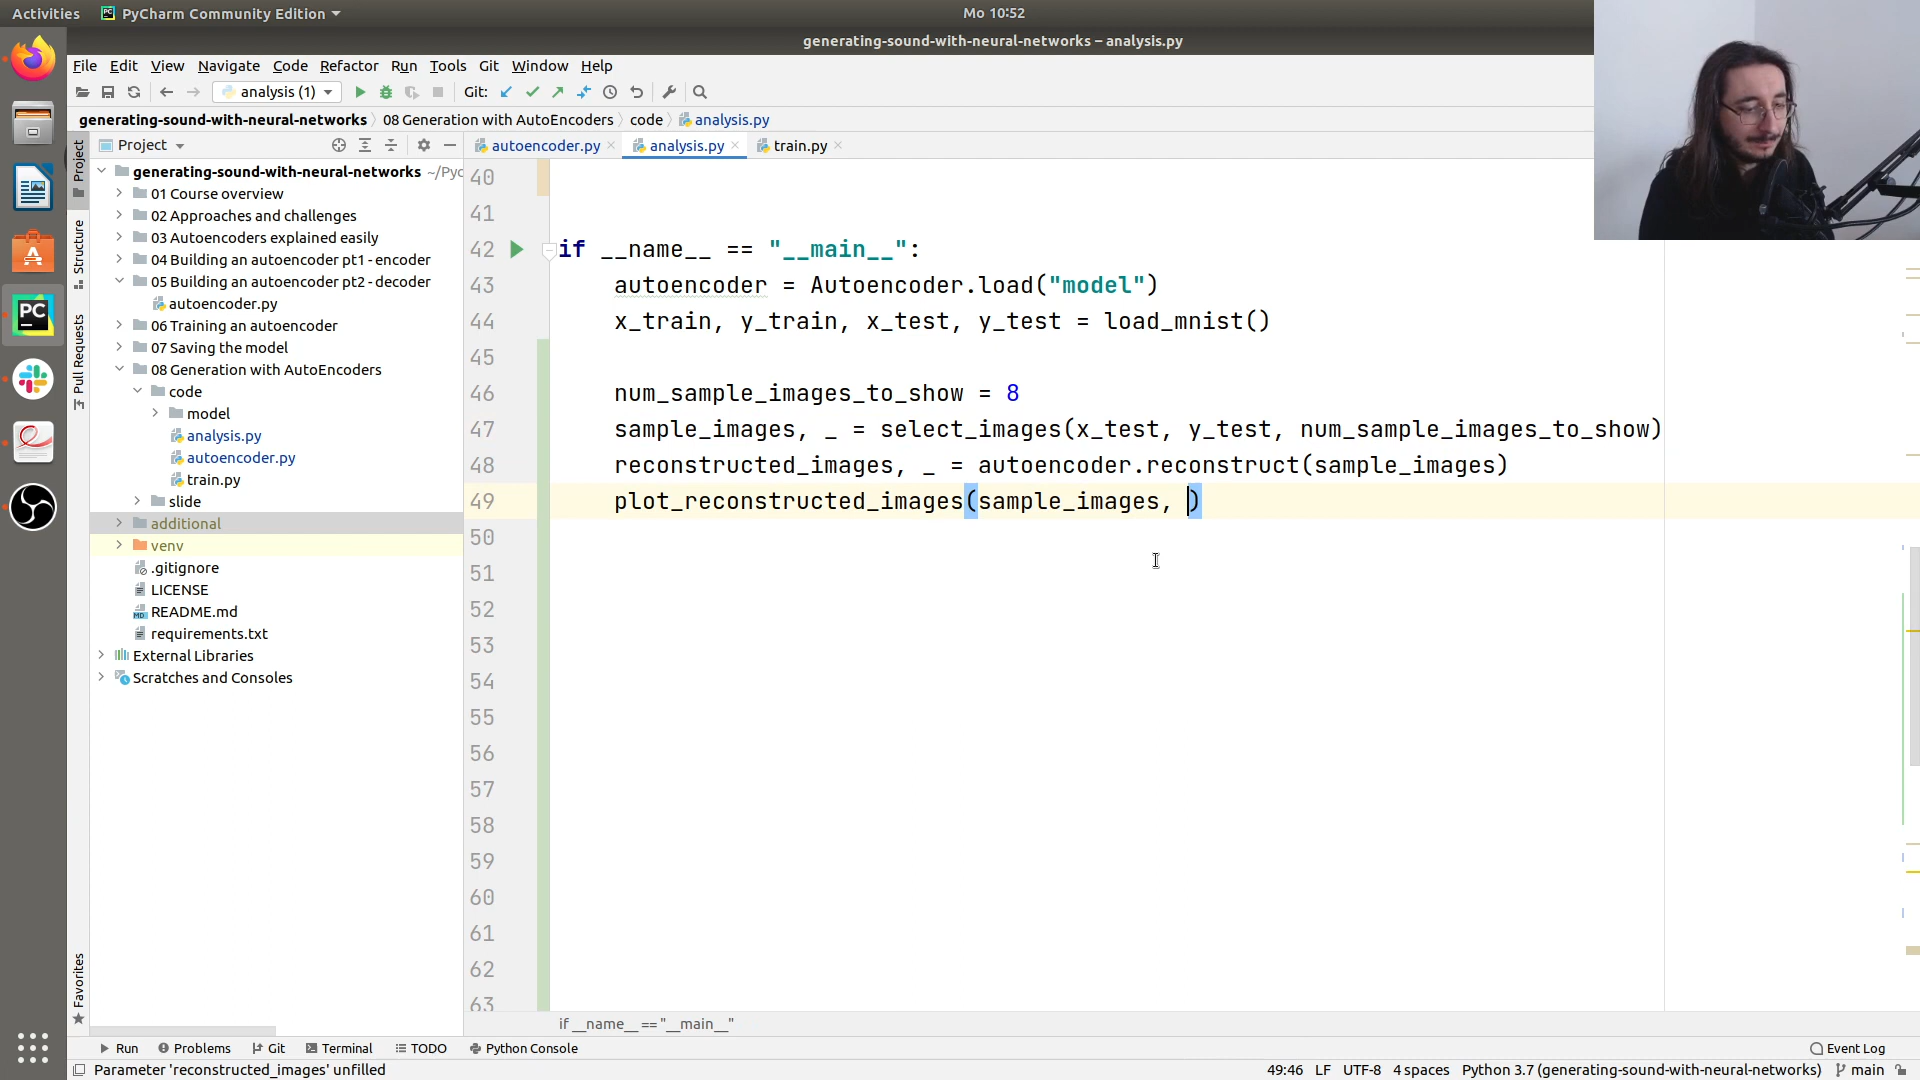 Activities PyCharm Community Edition Mo 10:52
generating-sound-with-neural-networks – analysis.py
File Edit View Navigate Code Refactor Run Tools Git Window Help
analysis (1) Git:
generating-sound-with-neural-networks 08 Generation with AutoEncoders code analysis.py
Project autoencoder.py analysis.py train.py
generating-sound-with-neural-networks ~/Pyc
01 Course overview
02 Approaches and challenges
03 Autoencoders explained easily
04 Building an autoencoder pt1 - encoder
05 Building an autoencoder pt2 - decoder
autoencoder.py
06 Training an autoencoder
07 Saving the model
08 Generation with AutoEncoders
code
model
analysis.py
autoencoder.py
train.py
slide
additional
venv
.gitignore
LICENSE
README.md
requirements.txt
External Libraries
Scratches and Consoles
Project
Structure
Pull Requests
Favorites
40
41
42 if __name__ == "__main__":
43 autoencoder = Autoencoder.load("model")
44 x_train, y_train, x_test, y_test = load_mnist()
45
46 num_sample_images_to_show = 8
47 sample_images, _ = select_images(x_test, y_test, num_sample_images_to_show)
48 reconstructed_images, _ = autoencoder.reconstruct(sample_images)
49 plot_reconstructed_images(sample_images, )
50
51
52
53
54
55
56
57
58
59
60
61
62
63
if __name__ == "__main__"
Run Problems Git Terminal TODO Python Console Event Log
Parameter 'reconstructed_images' unfilled 49:46 LF UTF-8 4 spaces Python 3.7 (generating-sound-with-neural-networks) main